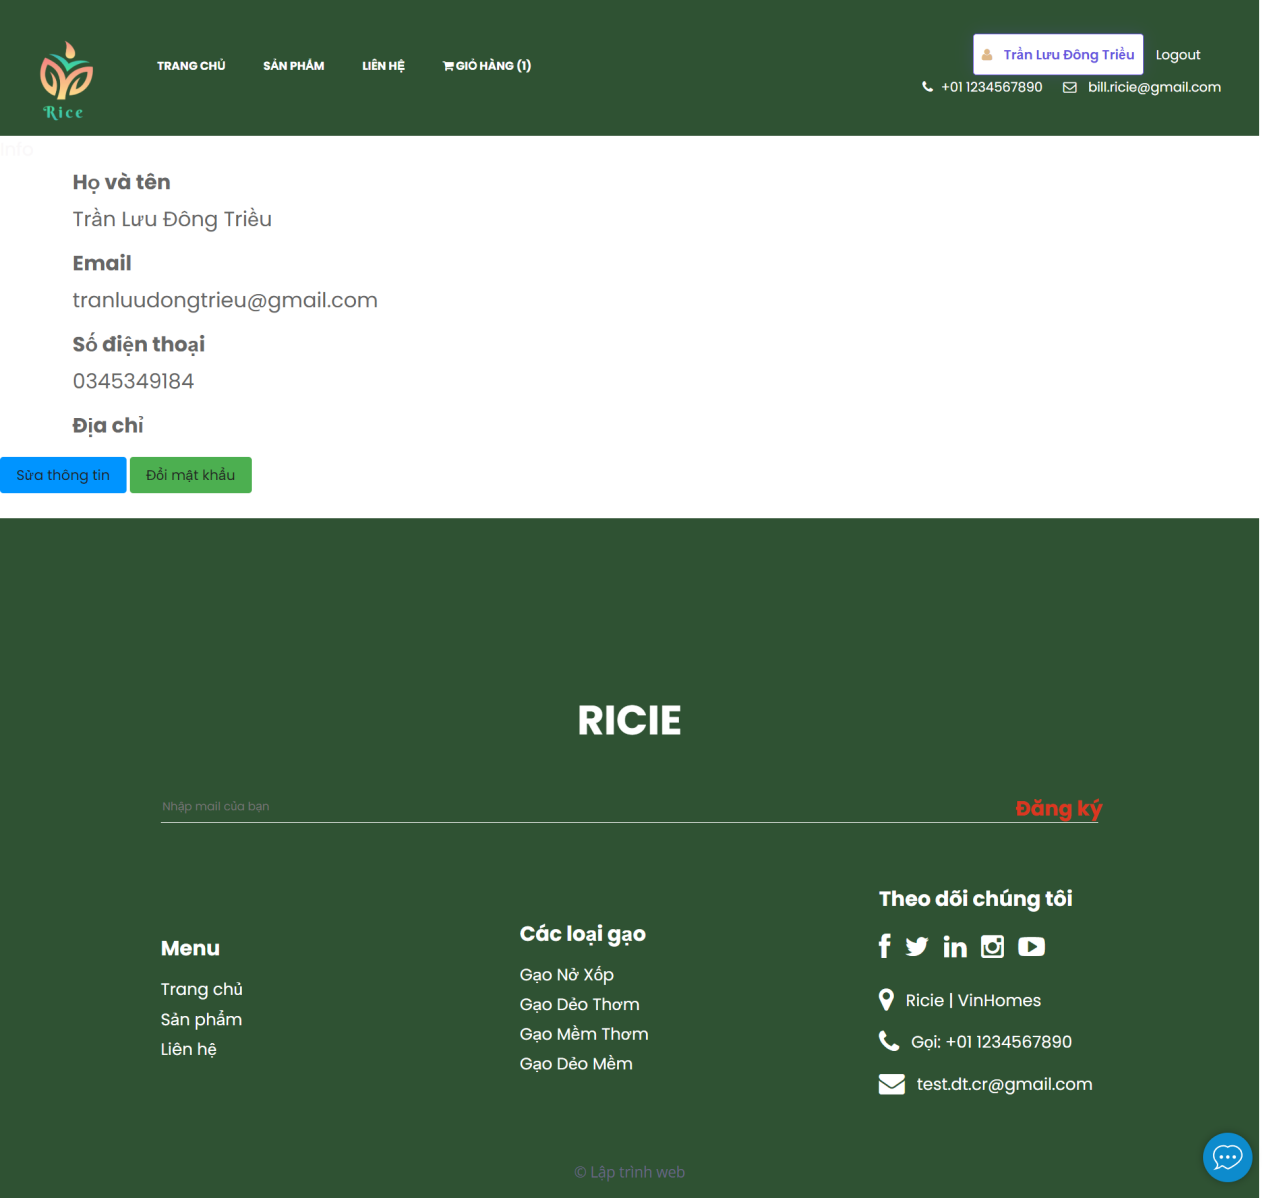 Rice
TRANG CHỦ
SẢN PHẨM
LIÊN HỆ
GIỎ HÀNG (1)
Trần Lưu Đông Triều
Logout
+01 1234567890
bill.ricie@gmail.com
Info
Họ và tên
Trần Lưu Đông Triều
Email
tranluudongtrieu@gmail.com
Số điện thoại
0345349184
Địa chỉ
Sửa thông tin
Đổi mật khẩu
RICIE
Nhập mail của bạn
Đăng ký
Menu
Trang chủ
Sản phẩm
Liên hệ
Các loại gạo
Gạo Nở Xốp
Gạo Dẻo Thơm
Gạo Mềm Thơm
Gạo Dẻo Mềm
Theo dõi chúng tôi
Ricie | VinHomes
Gọi: +01 1234567890
test.dt.cr@gmail.com
© Lập trình web